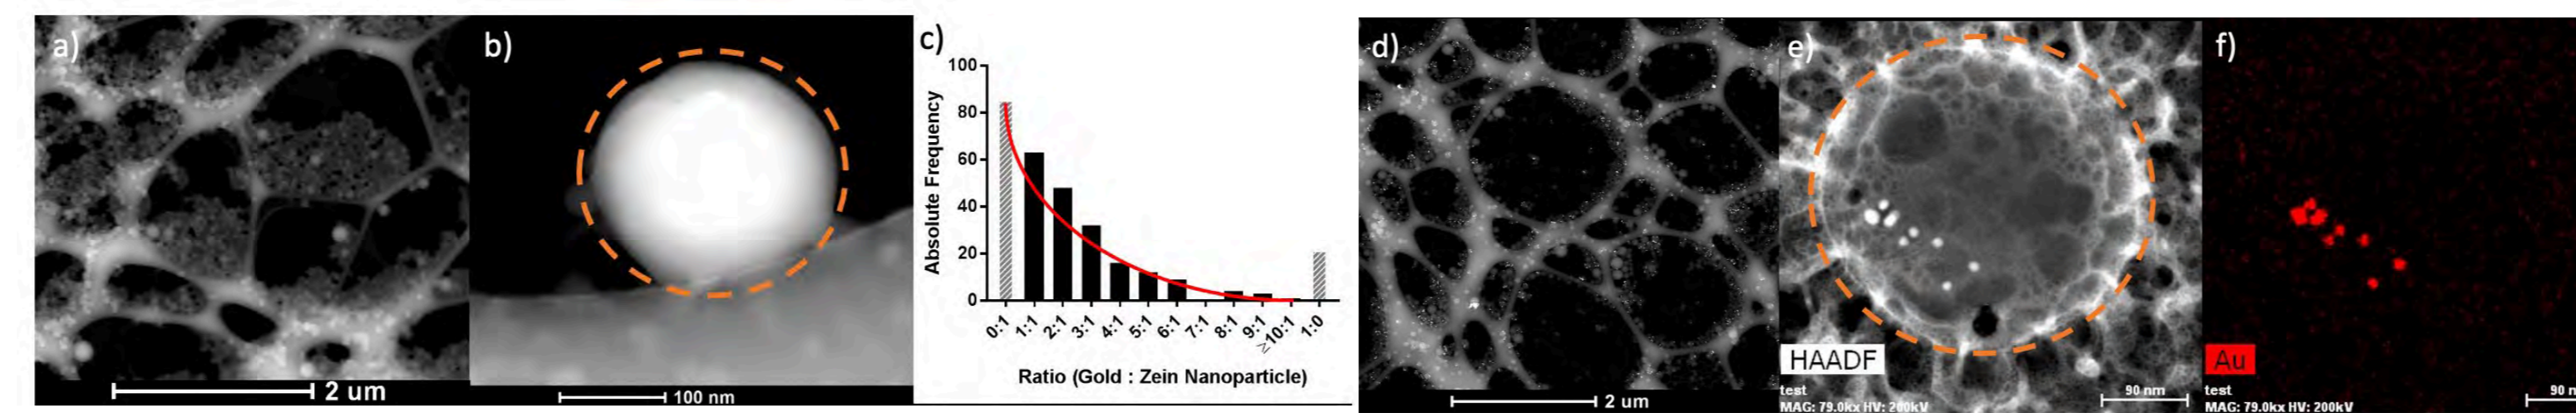 a)
2 um
b)
100 nm
c)
Absolute Frequency
100
80
60
40
20
0
0:1
1:1
2:1
3:1
4:1
5:1
6:1
7:1
8:1
9:1
≥10:1
1:0
Ratio (Gold : Zein Nanoparticle)
d)
2 um
e)
HAADF
test
MAG: 79.0kx HV: 200kV
90 nm
f)
Au
test
MAG: 79.0kx HV: 200kV
90 n